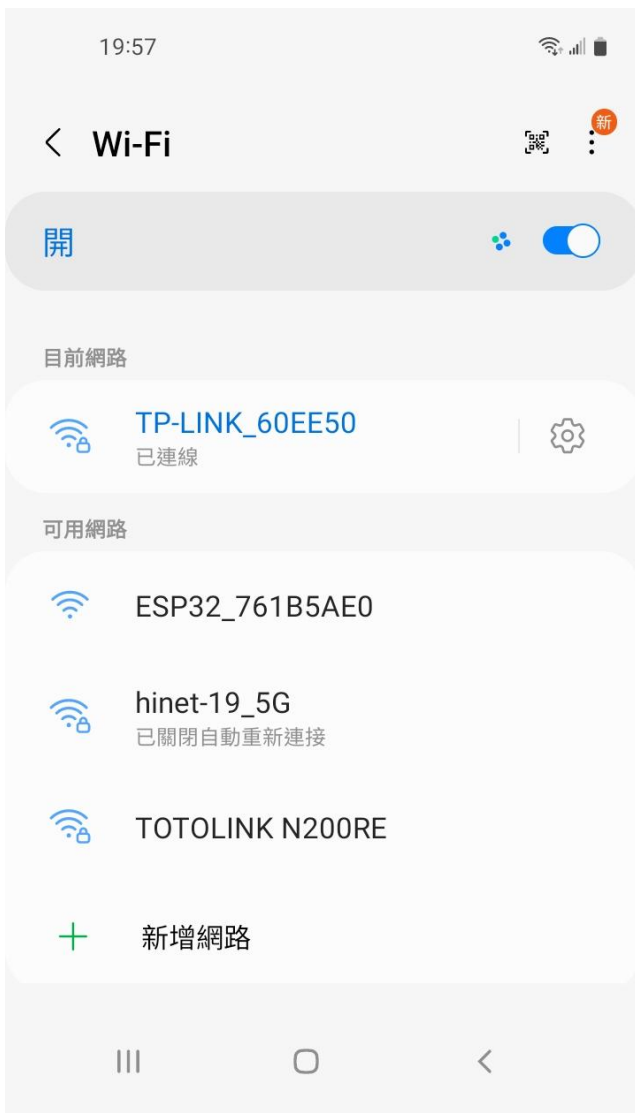 19:57
Wi-Fi
新
開
目前網路
TP-LINK_60EE50
已連線
可用網路
ESP32_761B5AE0
hinet-19_5G
已關閉自動重新連接
TOTOLINK N200RE
新增網路